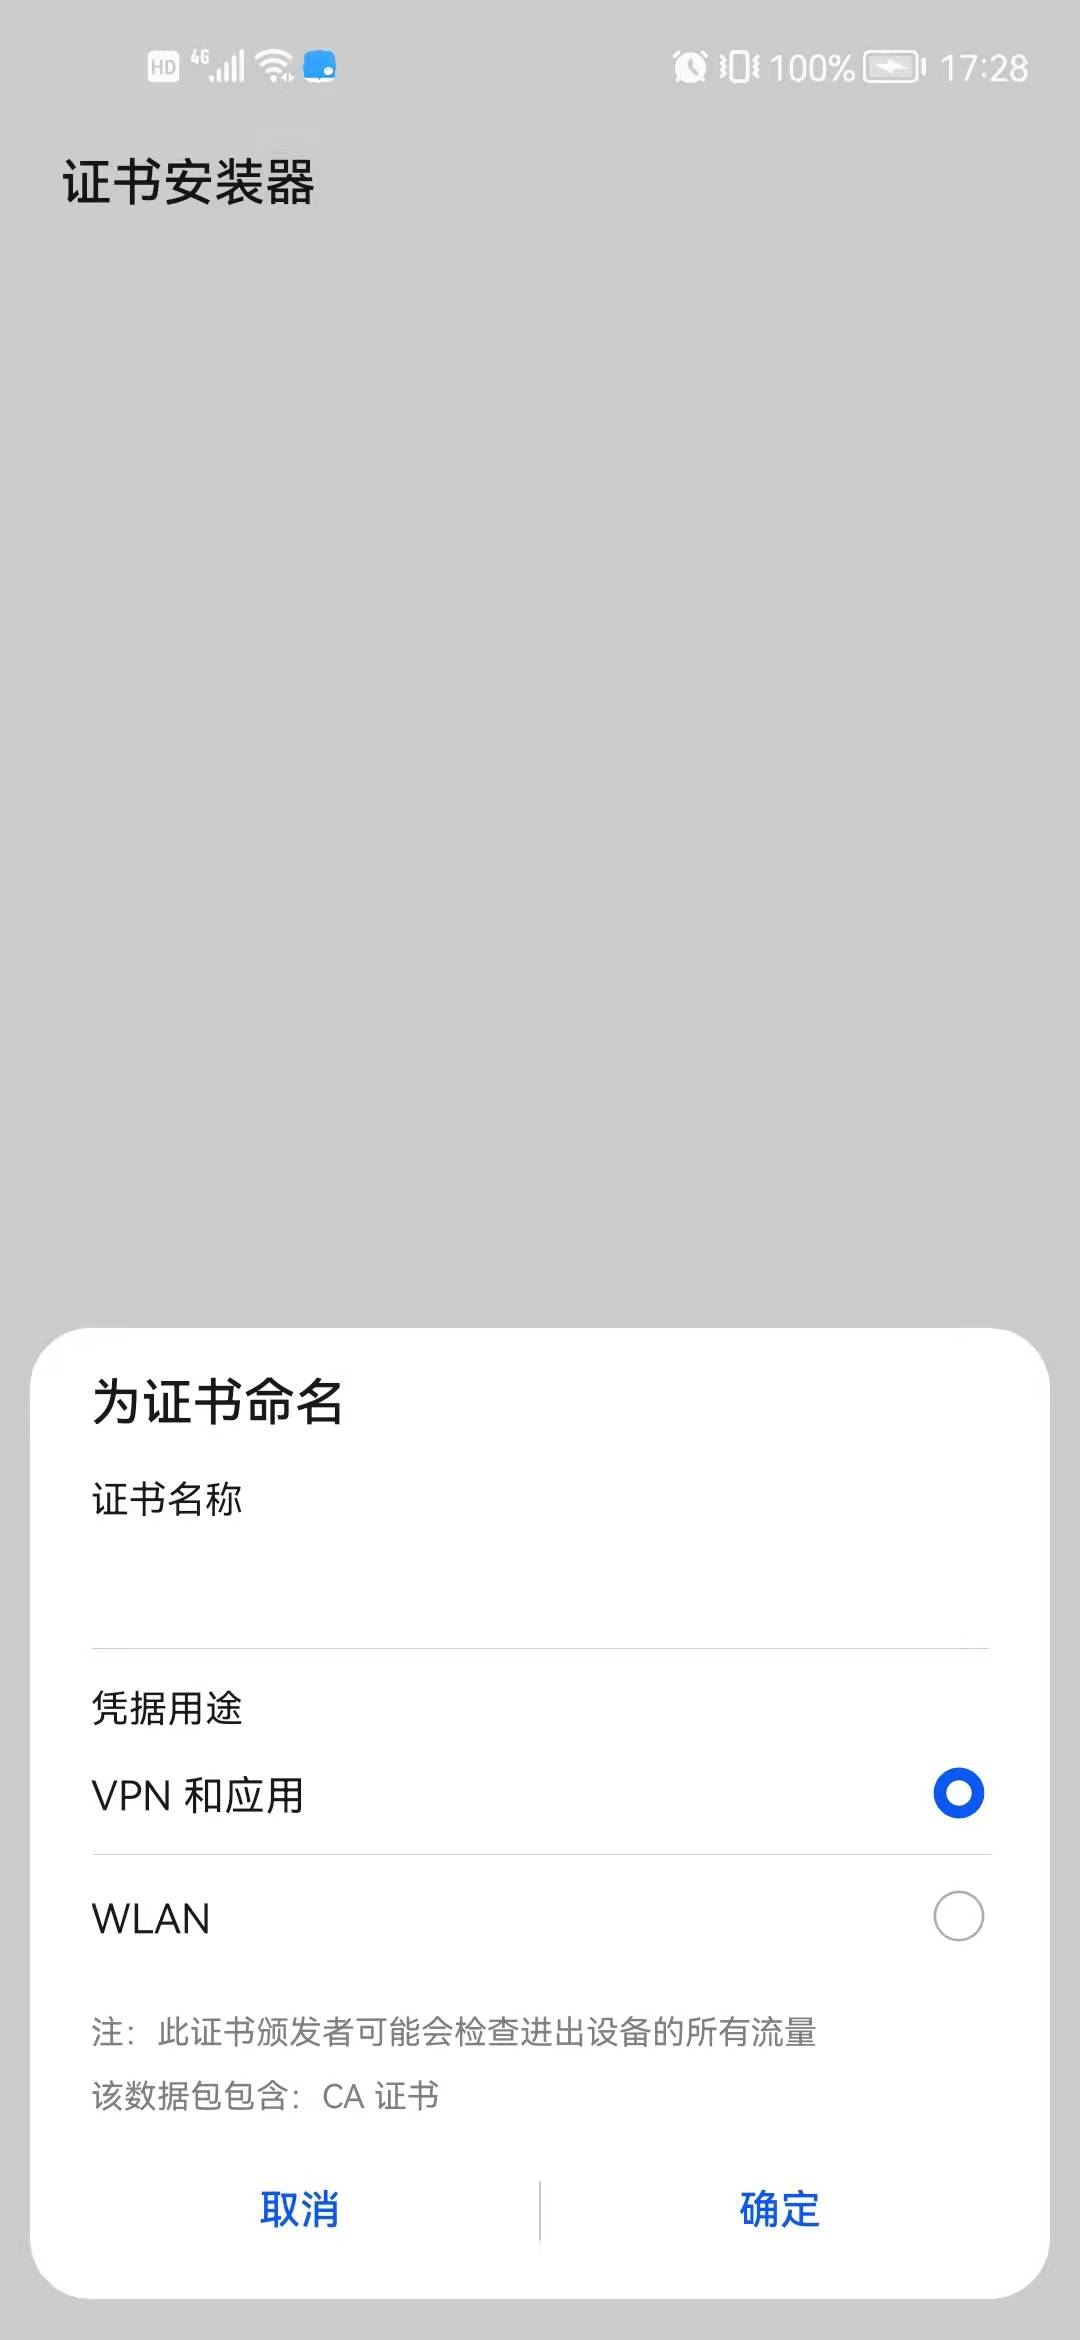 HD 4G 100% 17:28
证书安装器
为证书命名
证书名称
凭据用途
VPN 和应用
WLAN
注：此证书颁发者可能会检查进出设备的所有流量
该数据包包含：CA 证书
取消 确定